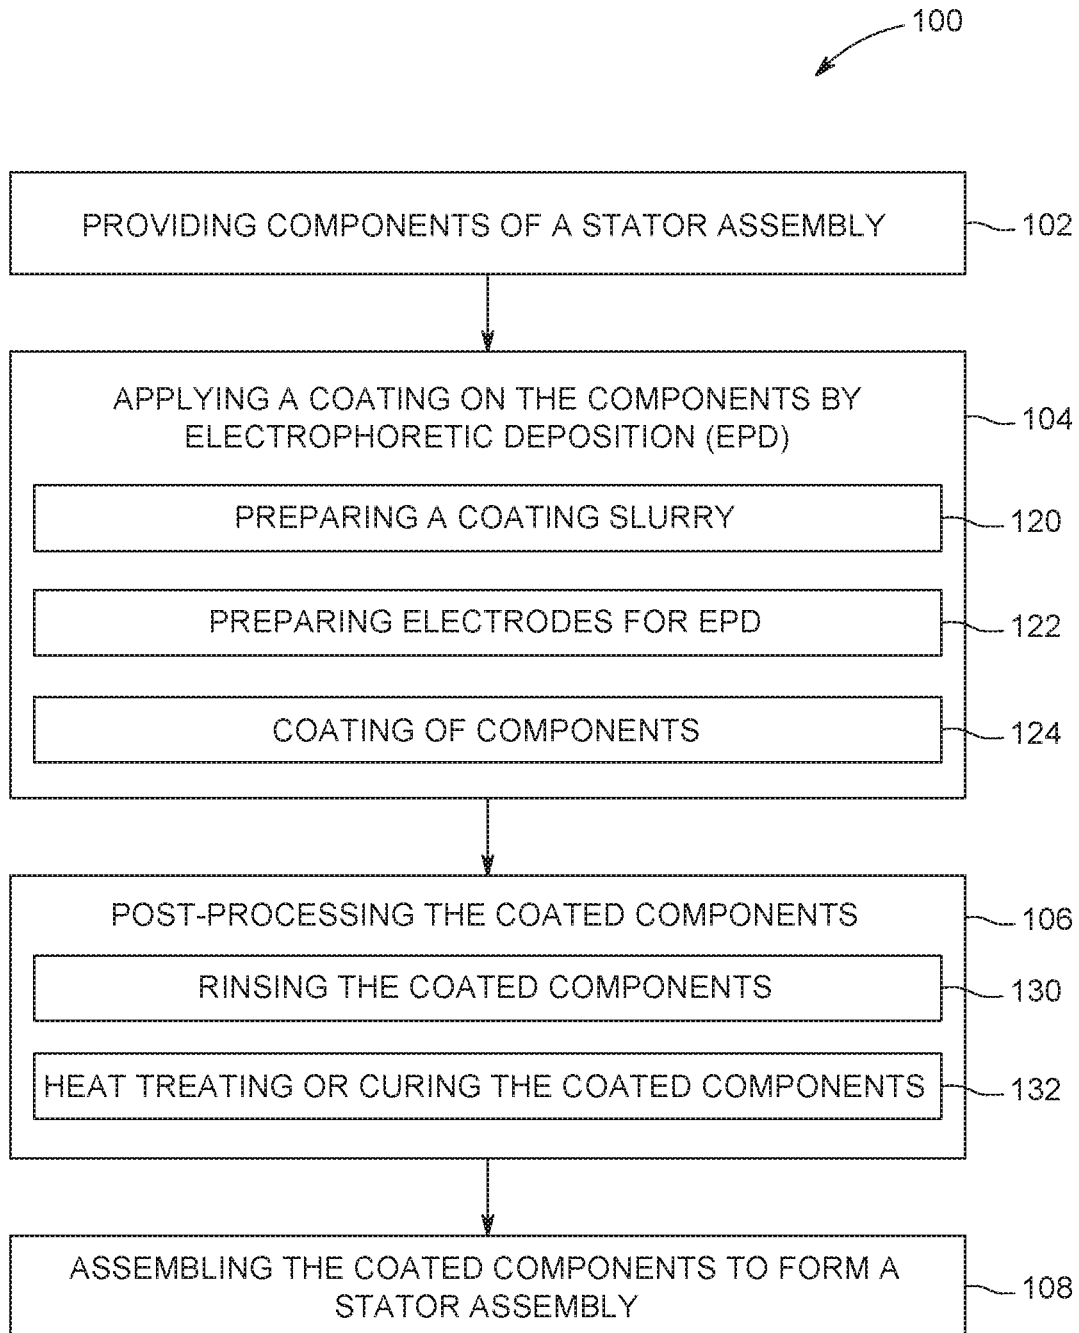 100
PROVIDING COMPONENTS OF A STATOR ASSEMBLY
102
APPLYING A COATING ON THE COMPONENTS BY
ELECTROPHORETIC DEPOSITION (EPD)
104
PREPARING A COATING SLURRY
120
PREPARING ELECTRODES FOR EPD
122
COATING OF COMPONENTS
124
POST-PROCESSING THE COATED COMPONENTS
106
RINSING THE COATED COMPONENTS
130
HEAT TREATING OR CURING THE COATED COMPONENTS
132
ASSEMBLING THE COATED COMPONENTS TO FORM A
STATOR ASSEMBLY
108